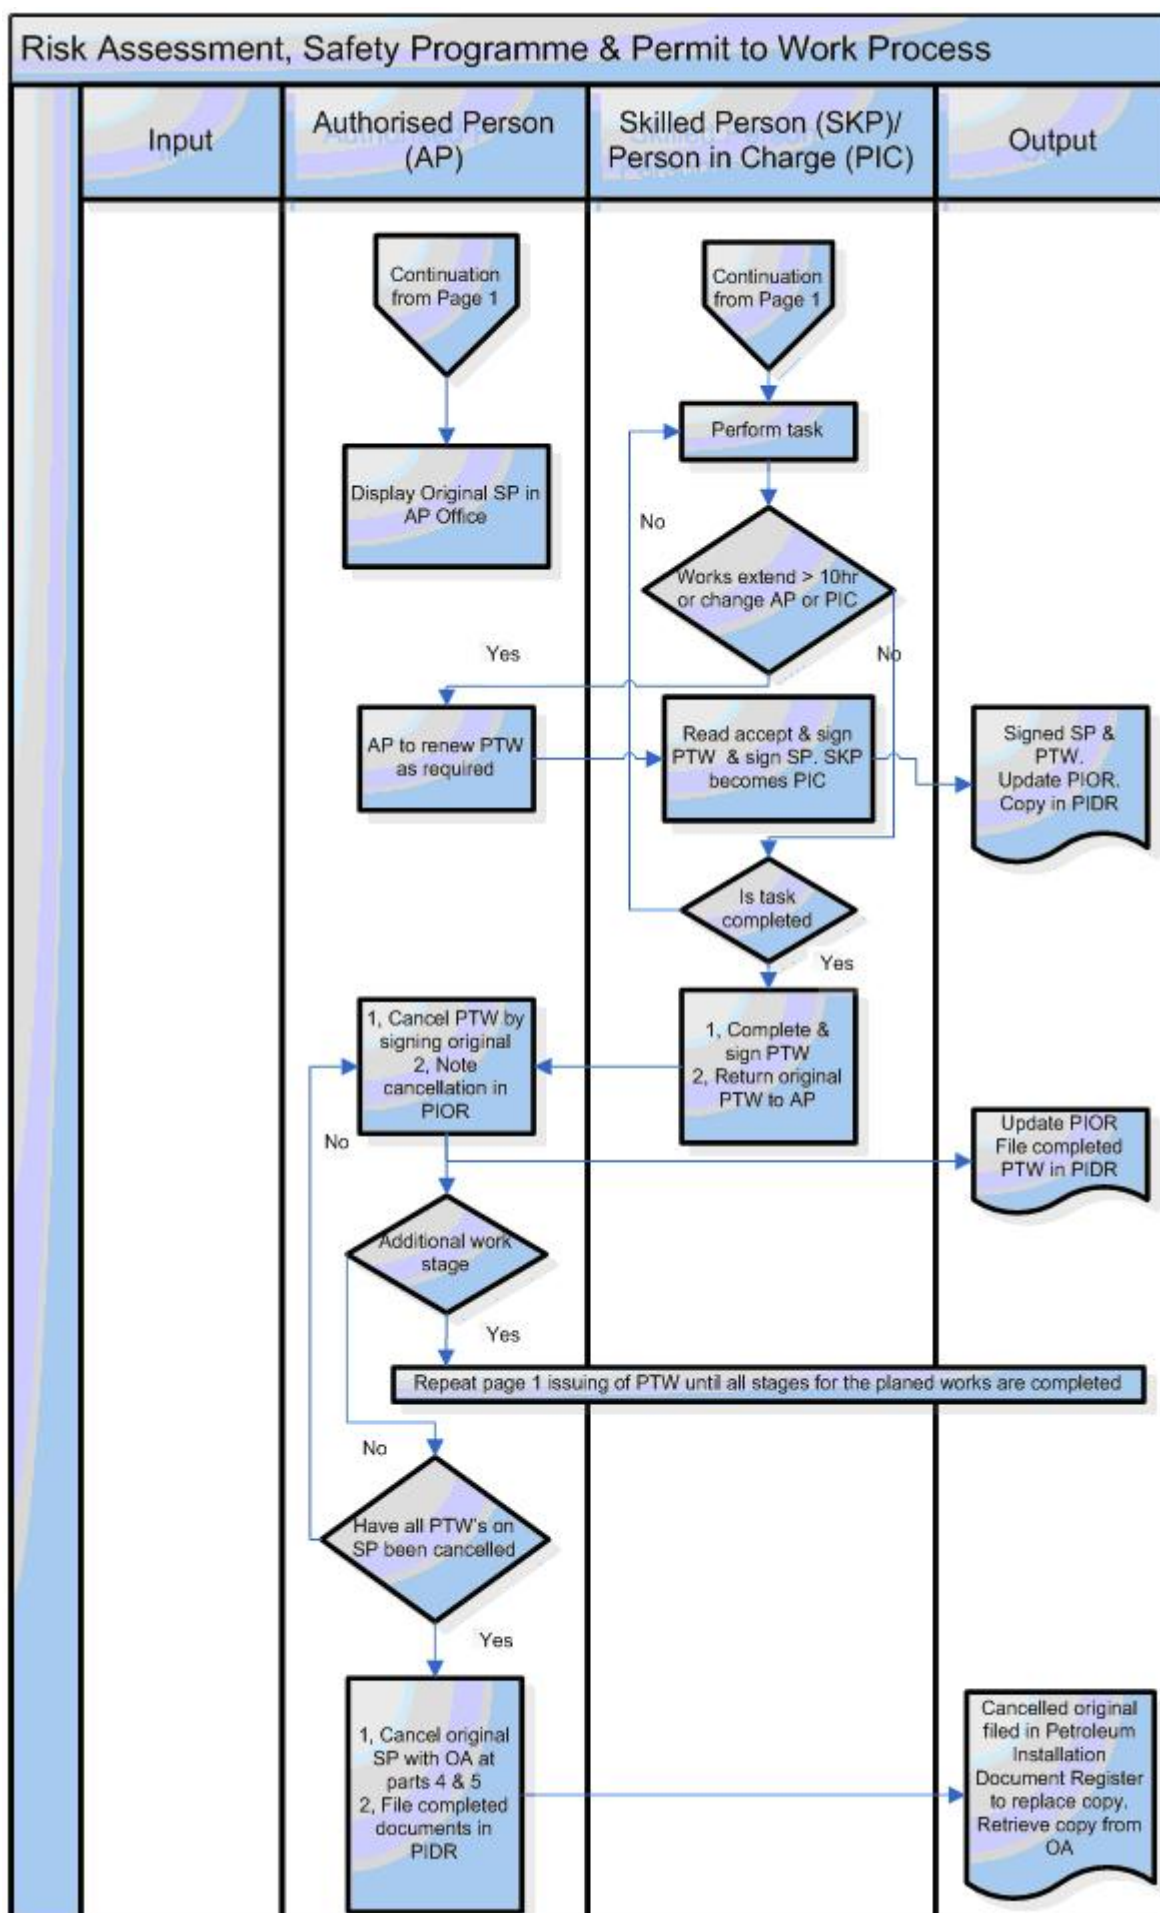 Risk Assessment, Safety Programme & Permit to Work Process
Input
Authorised Person
(AP)
Skilled Person (SKP)/
Person in Charge (PIC)
Output
Continuation
from Page 1
Continuation
from Page 1
Perform task
Display Original SP in
AP Office
No
Works extend > 10hr
or change AP or PIC
Yes
No
AP to renew PTW
as required
Read accept & sign
PTW & sign SP. SKP
becomes PIC
Signed SP &
PTW.
Update PIOR.
Copy in PIDR
Is task
completed
Yes
1, Cancel PTW by
signing original
2, Note
cancellation in
PIOR
1, Complete &
sign PTW
2, Return original
PTW to AP
No
Update PIOR
File completed
PTW in PIDR
Additional work
stage
Yes
Repeat page 1 issuing of PTW until all stages for the planed works are completed
No
Have all PTW's on
SP been cancelled
Yes
1, Cancel original
SP with OA at
parts 4 & 5
2, File completed
documents in
PIDR
Cancelled original
filed in Petroleum
Installation
Document Register
to replace copy.
Retrieve copy from
OA